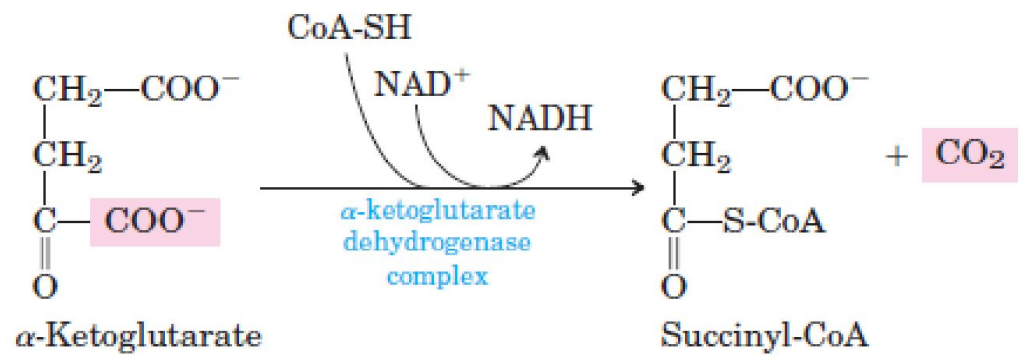 CoA-SH
NAD⁺
NADH
CH₂—COO⁻
CH₂
C—COO⁻
O
α-Ketoglutarate
α-ketoglutarate
dehydrogenase
complex
CH₂—COO⁻
CH₂
C—S-CoA
O
Succinyl-CoA
+ CO₂